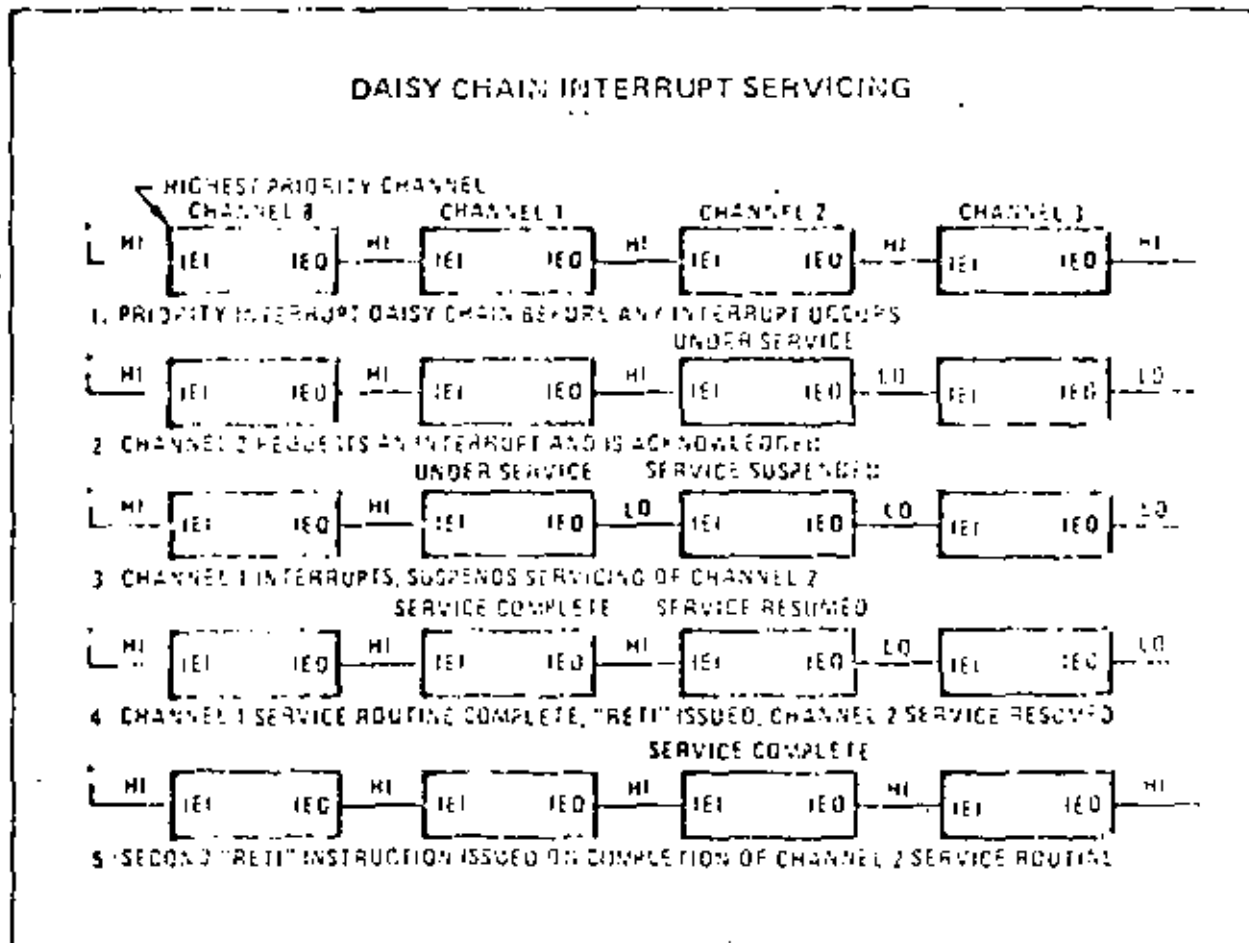 DAISY CHAIN INTERRUPT SERVICING
HIGHEST PRIORITY CHANNEL
CHANNEL 0 CHANNEL 1 CHANNEL 2 CHANNEL 3
HI IEI IEO HI IEI IEO HI IEI IEO HI IEI IEO HI
1. PRIORITY INTERRUPT DAISY CHAIN BEFORE ANY INTERRUPT OCCURS
UNDER SERVICE
HI IEI IEO HI IEI IEO HI IEI IEO LO IEI IEO LO
2 CHANNEL 2 REQUESTS AN INTERRUPT AND IS ACKNOWLEDGED
UNDER SERVICE SERVICE SUSPENDED
HI IEI IEO HI IEI IEO LO IEI IEO LO IEI IEO LO
3 CHANNEL 1 INTERRUPTS, SUSPENDS SERVICING OF CHANNEL 2
SERVICE COMPLETE SERVICE RESUMED
HI IEI IEO HI IEI IEO HI IEI IEO LO IEI IEO LO
4 CHANNEL 1 SERVICE ROUTINE COMPLETE, "RETI" ISSUED, CHANNEL 2 SERVICE RESUMED
SERVICE COMPLETE
HI IEI IEO HI IEI IEO HI IEI IEO HI IEI IEO HI
5 SECOND "RETI" INSTRUCTION ISSUED ON COMPLETION OF CHANNEL 2 SERVICE ROUTINE